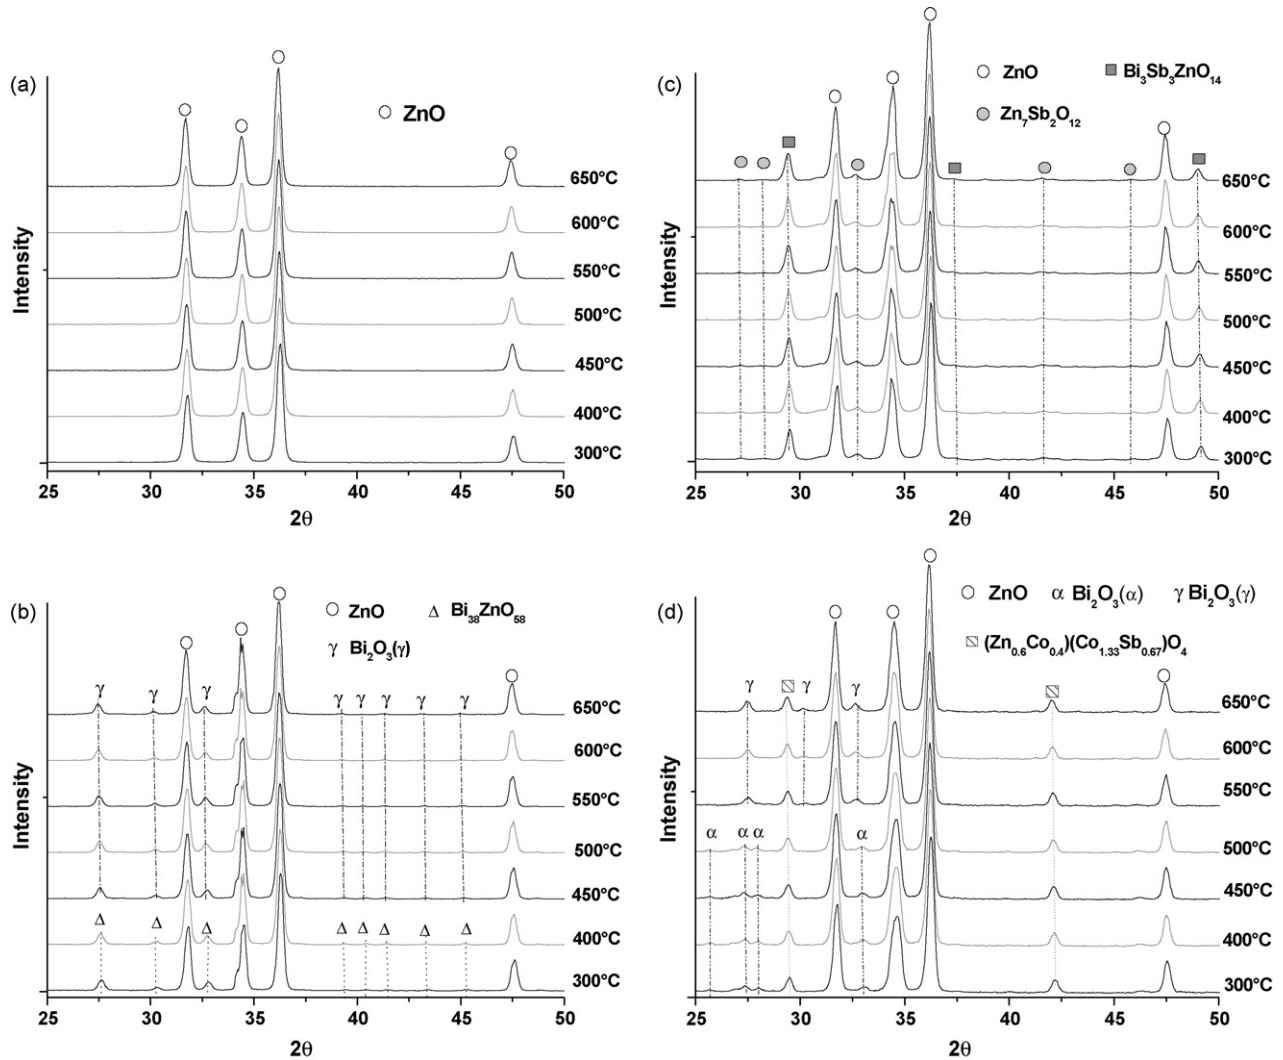 (a)
ZnO
650°C
600°C
550°C
500°C
450°C
400°C
300°C
Intensity
25 30 35 40 45 50
2θ
(c)
ZnO Bi₃Sb₃ZnO₁₄
Zn₇Sb₂O₁₂
650°C
600°C
550°C
500°C
450°C
400°C
300°C
Intensity
25 30 35 40 45 50
2θ
(b)
ZnO Δ Bi₃₈ZnO₅₈
γ Bi₂O₃(γ)
γ γ γ γ γ γ γ γ
650°C
600°C
550°C
500°C
450°C
Δ Δ Δ Δ Δ Δ Δ Δ
400°C
300°C
Intensity
25 30 35 40 45 50
2θ
(d)
ZnO α Bi₂O₃(α) γ Bi₂O₃(γ)
(Zn₀.₆Co₀.₄)(Co₁.₃₃Sb₀.₆₇)O₄
γ γ γ
650°C
600°C
550°C
α α α α
500°C
450°C
400°C
300°C
Intensity
25 30 35 40 45 50
2θ